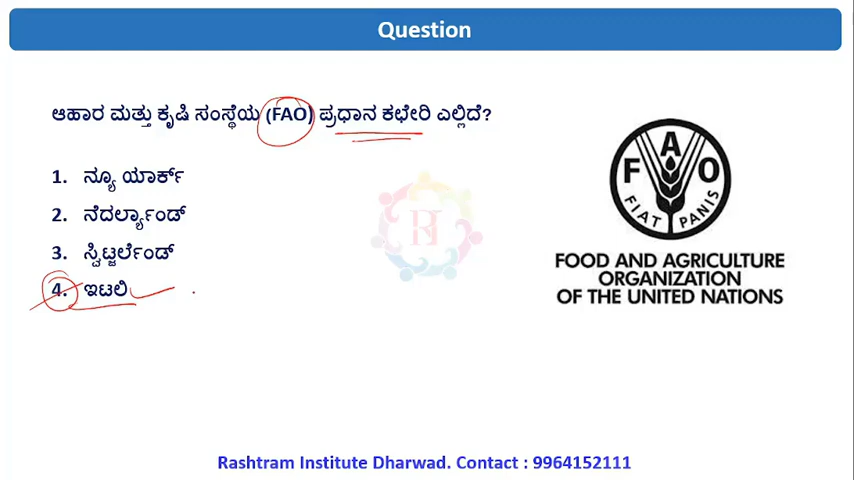 Question
ಆಹಾರ ಮತ್ತು ಕೃಷಿ ಸಂಸ್ಥೆಯ (FAO) ಪ್ರಧಾನ ಕಛೇರಿ ಎಲ್ಲಿದೆ?
1. ನ್ಯೂ ಯಾರ್ಕ್
2. ನೆದರ್ಲ್ಯಾಂಡ್
3. ಸ್ವಿಟ್ಜರ್ಲೆಂಡ್
4. ಇಟಲಿ
F A O
FIAT PANIS
FOOD AND AGRICULTURE
ORGANIZATION
OF THE UNITED NATIONS
Rashtram Institute Dharwad. Contact : 9964152111